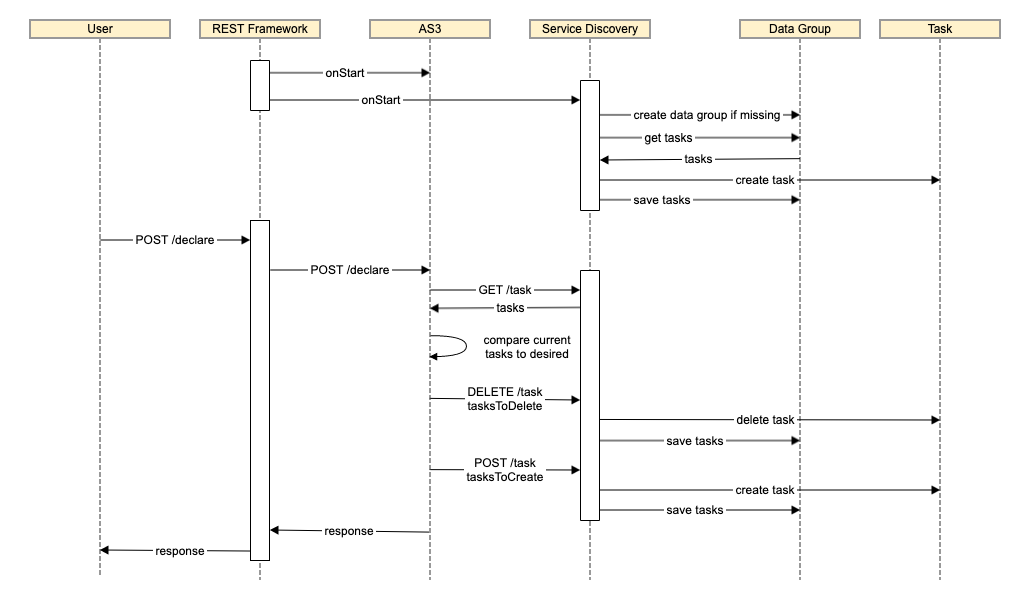 User
REST Framework
AS3
Service Discovery
Data Group
Task
onStart
onStart
create data group if missing
get tasks
tasks
create task
save tasks
POST /declare
POST /declare
GET /task
tasks
compare current
tasks to desired
DELETE /task
tasksToDelete
delete task
save tasks
POST /task
tasksToCreate
create task
save tasks
response
response